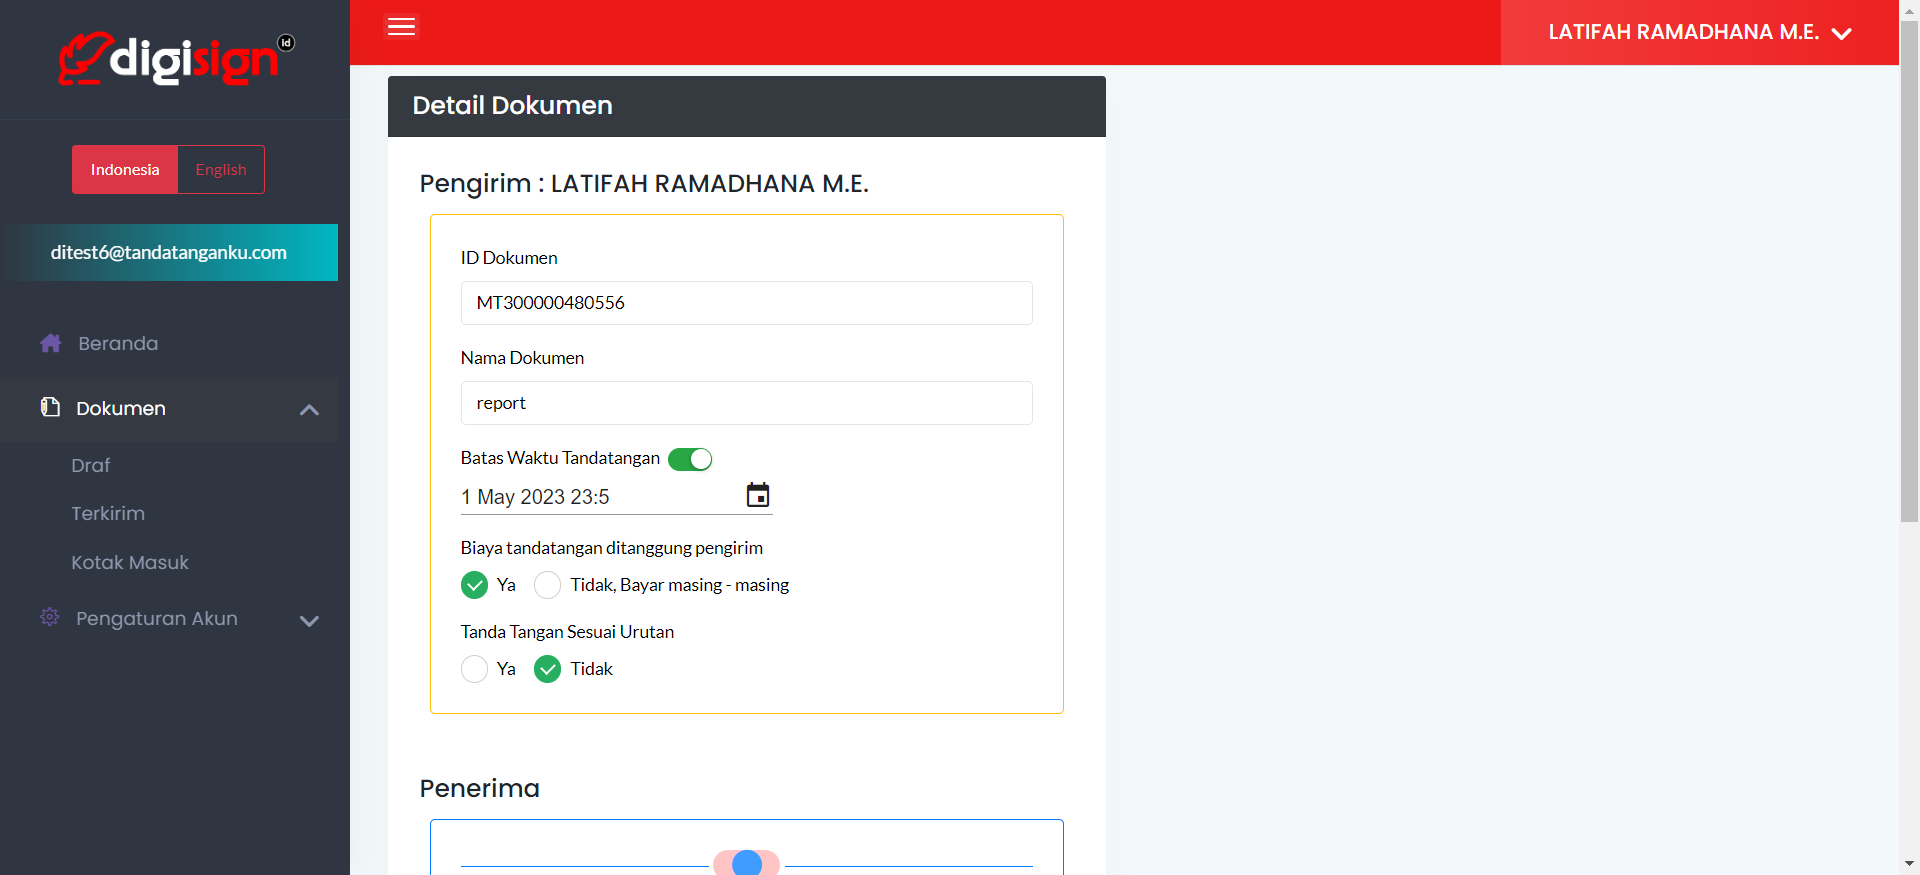 digisign id
LATIFAH RAMADHANA M.E.
Indonesia English
ditest6@tandatanganku.com
Beranda
Dokumen
Draf
Terkirim
Kotak Masuk
Pengaturan Akun
Detail Dokumen
Pengirim : LATIFAH RAMADHANA M.E.
ID Dokumen
MT300000480556
Nama Dokumen
report
Batas Waktu Tandatangan
1 May 2023 23:5
Biaya tandatangan ditanggung pengirim
Ya Tidak, Bayar masing - masing
Tanda Tangan Sesuai Urutan
Ya Tidak
Penerima